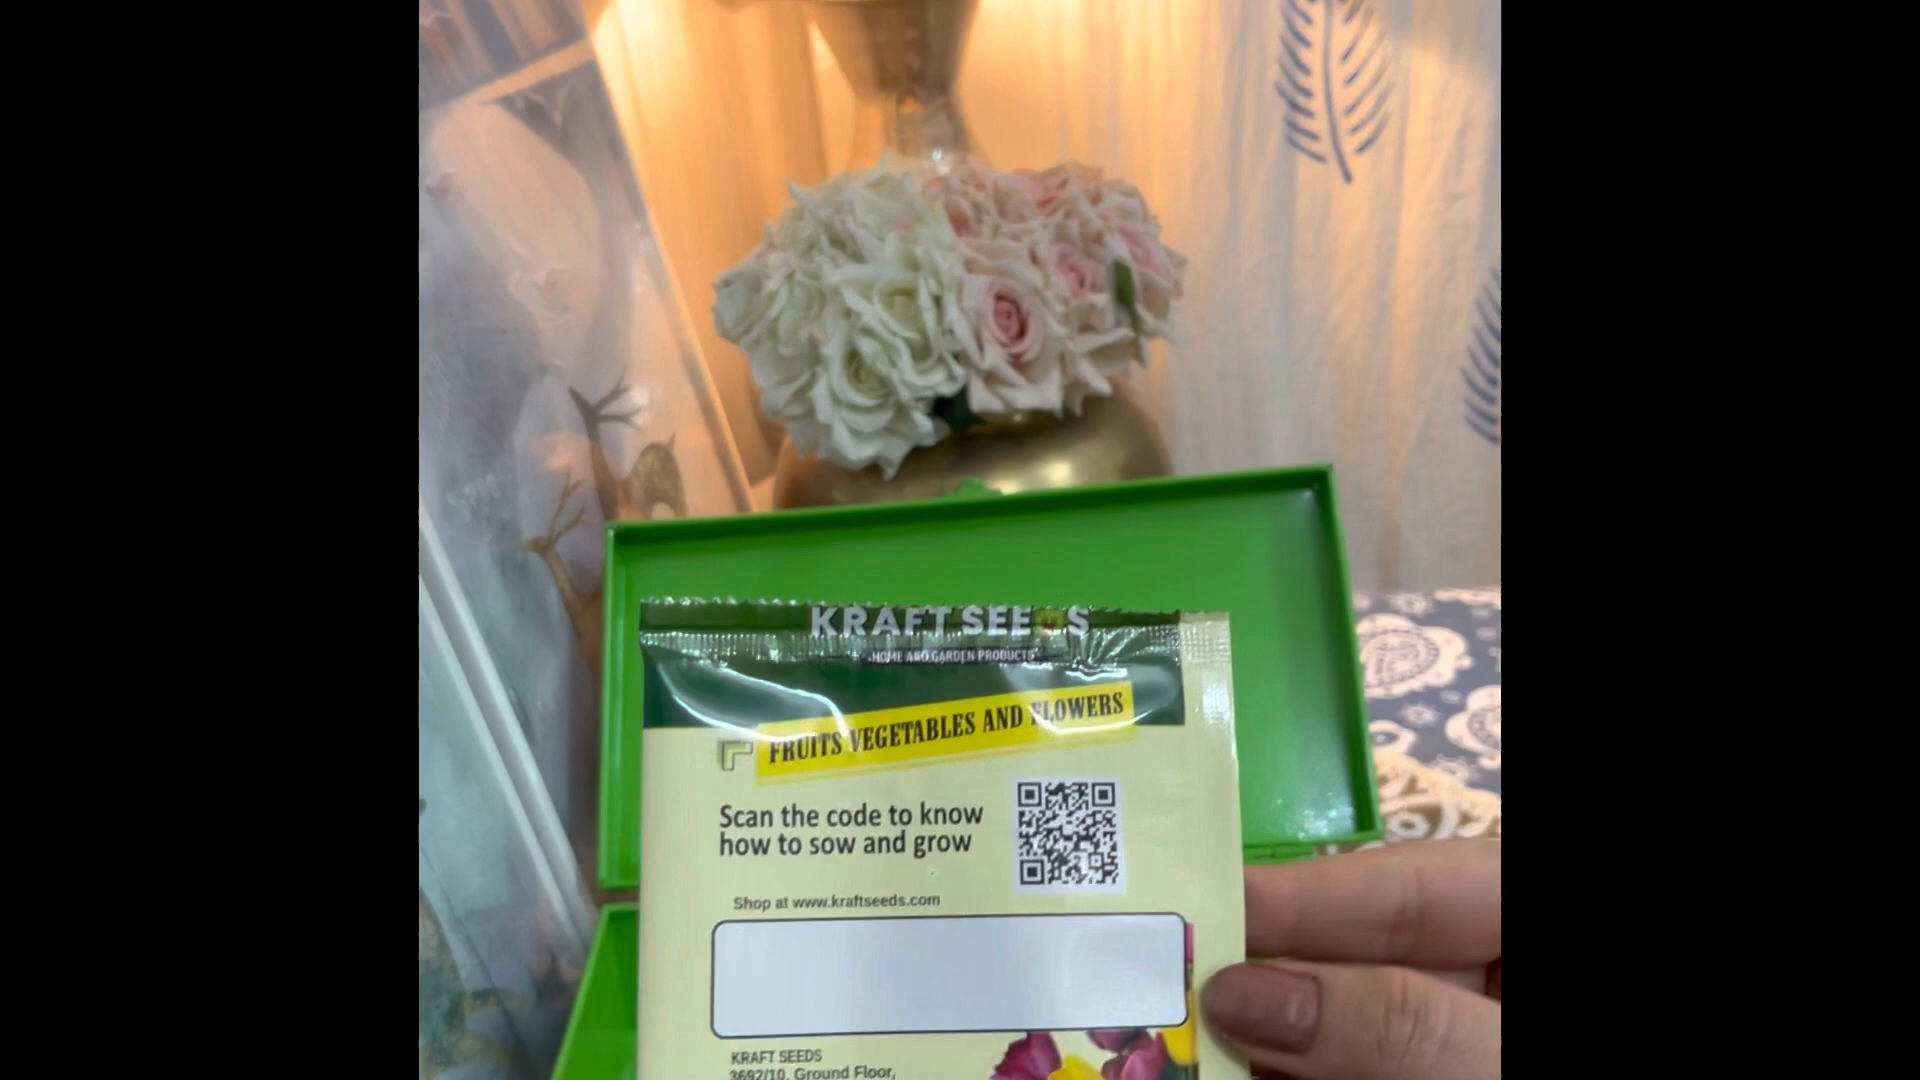 KRAFT SEEDS
HOME AND GARDEN PRODUCTS
FRUITS VEGETABLES AND FLOWERS
Scan the code to know
how to sow and grow
Shop at www.kraftseeds.com
KRAFT SEEDS
3692/10, Ground Floor,